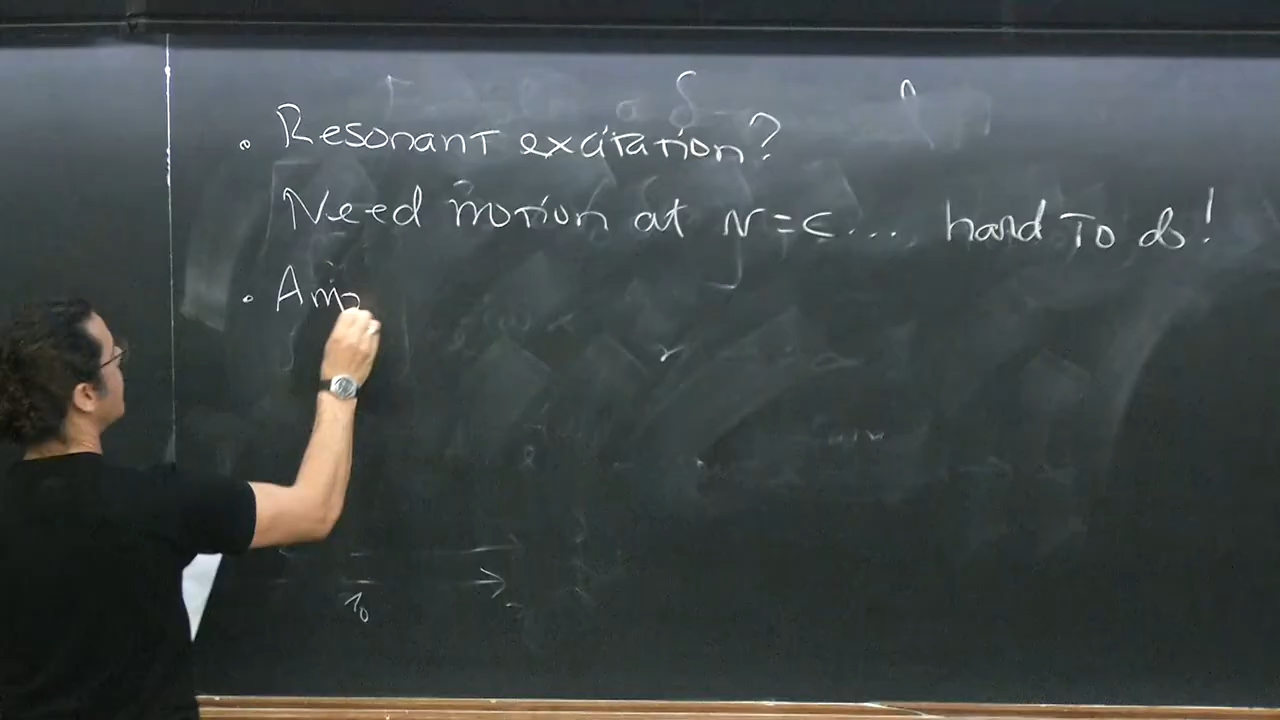 • Resonant excitation?
Need motion at v=c... hard to do!
• Amp